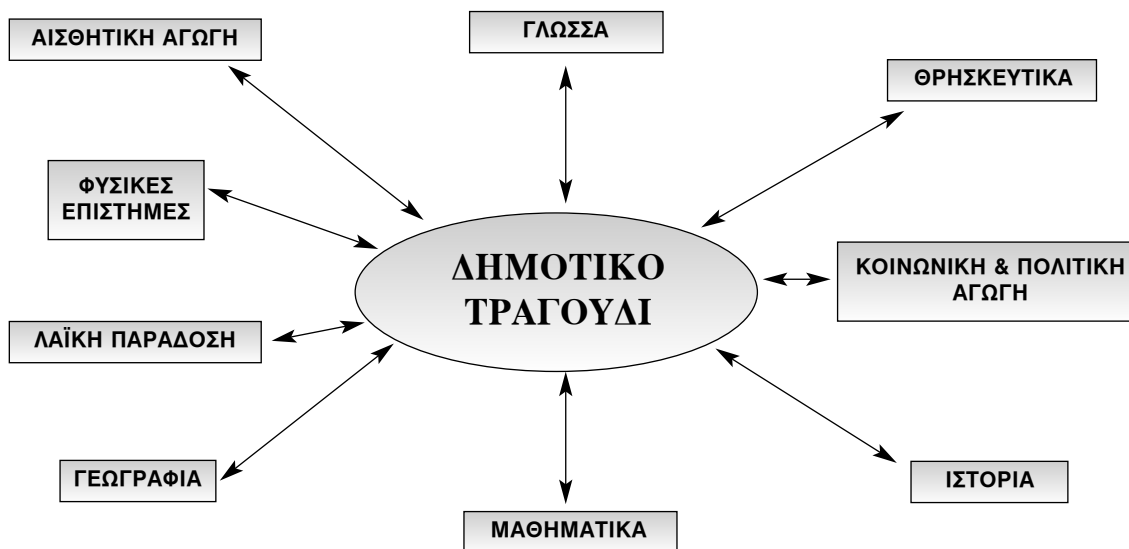 ΑΙΣΘΗΤΙΚΗ ΑΓΩΓΗ
ΓΛΩΣΣΑ
ΘΡΗΣΚΕΥΤΙΚΑ
ΦΥΣΙΚΕΣ
ΕΠΙΣΤΗΜΕΣ
ΔΗΜΟΤΙΚΟ
ΤΡΑΓΟΥΔΙ
ΚΟΙΝΩΝΙΚΗ & ΠΟΛΙΤΙΚΗ
ΑΓΩΓΗ
ΛΑΪΚΗ ΠΑΡΑΔΟΣΗ
ΓΕΩΓΡΑΦΙΑ
ΜΑΘΗΜΑΤΙΚΑ
ΙΣΤΟΡΙΑ